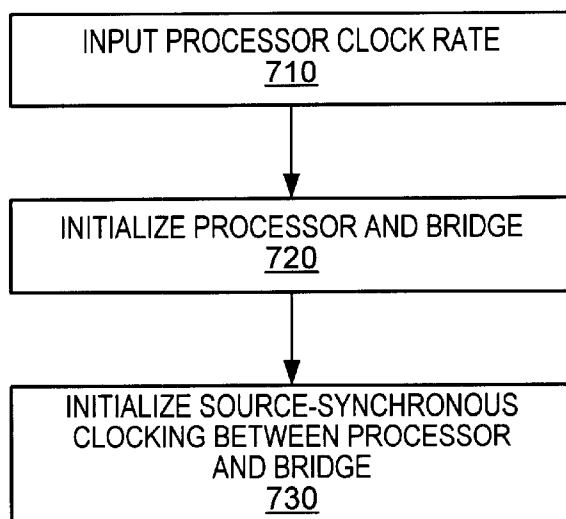 INPUT PROCESSOR CLOCK RATE
710
INITIALIZE PROCESSOR AND BRIDGE
720
INITIALIZE SOURCE-SYNCHRONOUS
CLOCKING BETWEEN PROCESSOR
AND BRIDGE
730